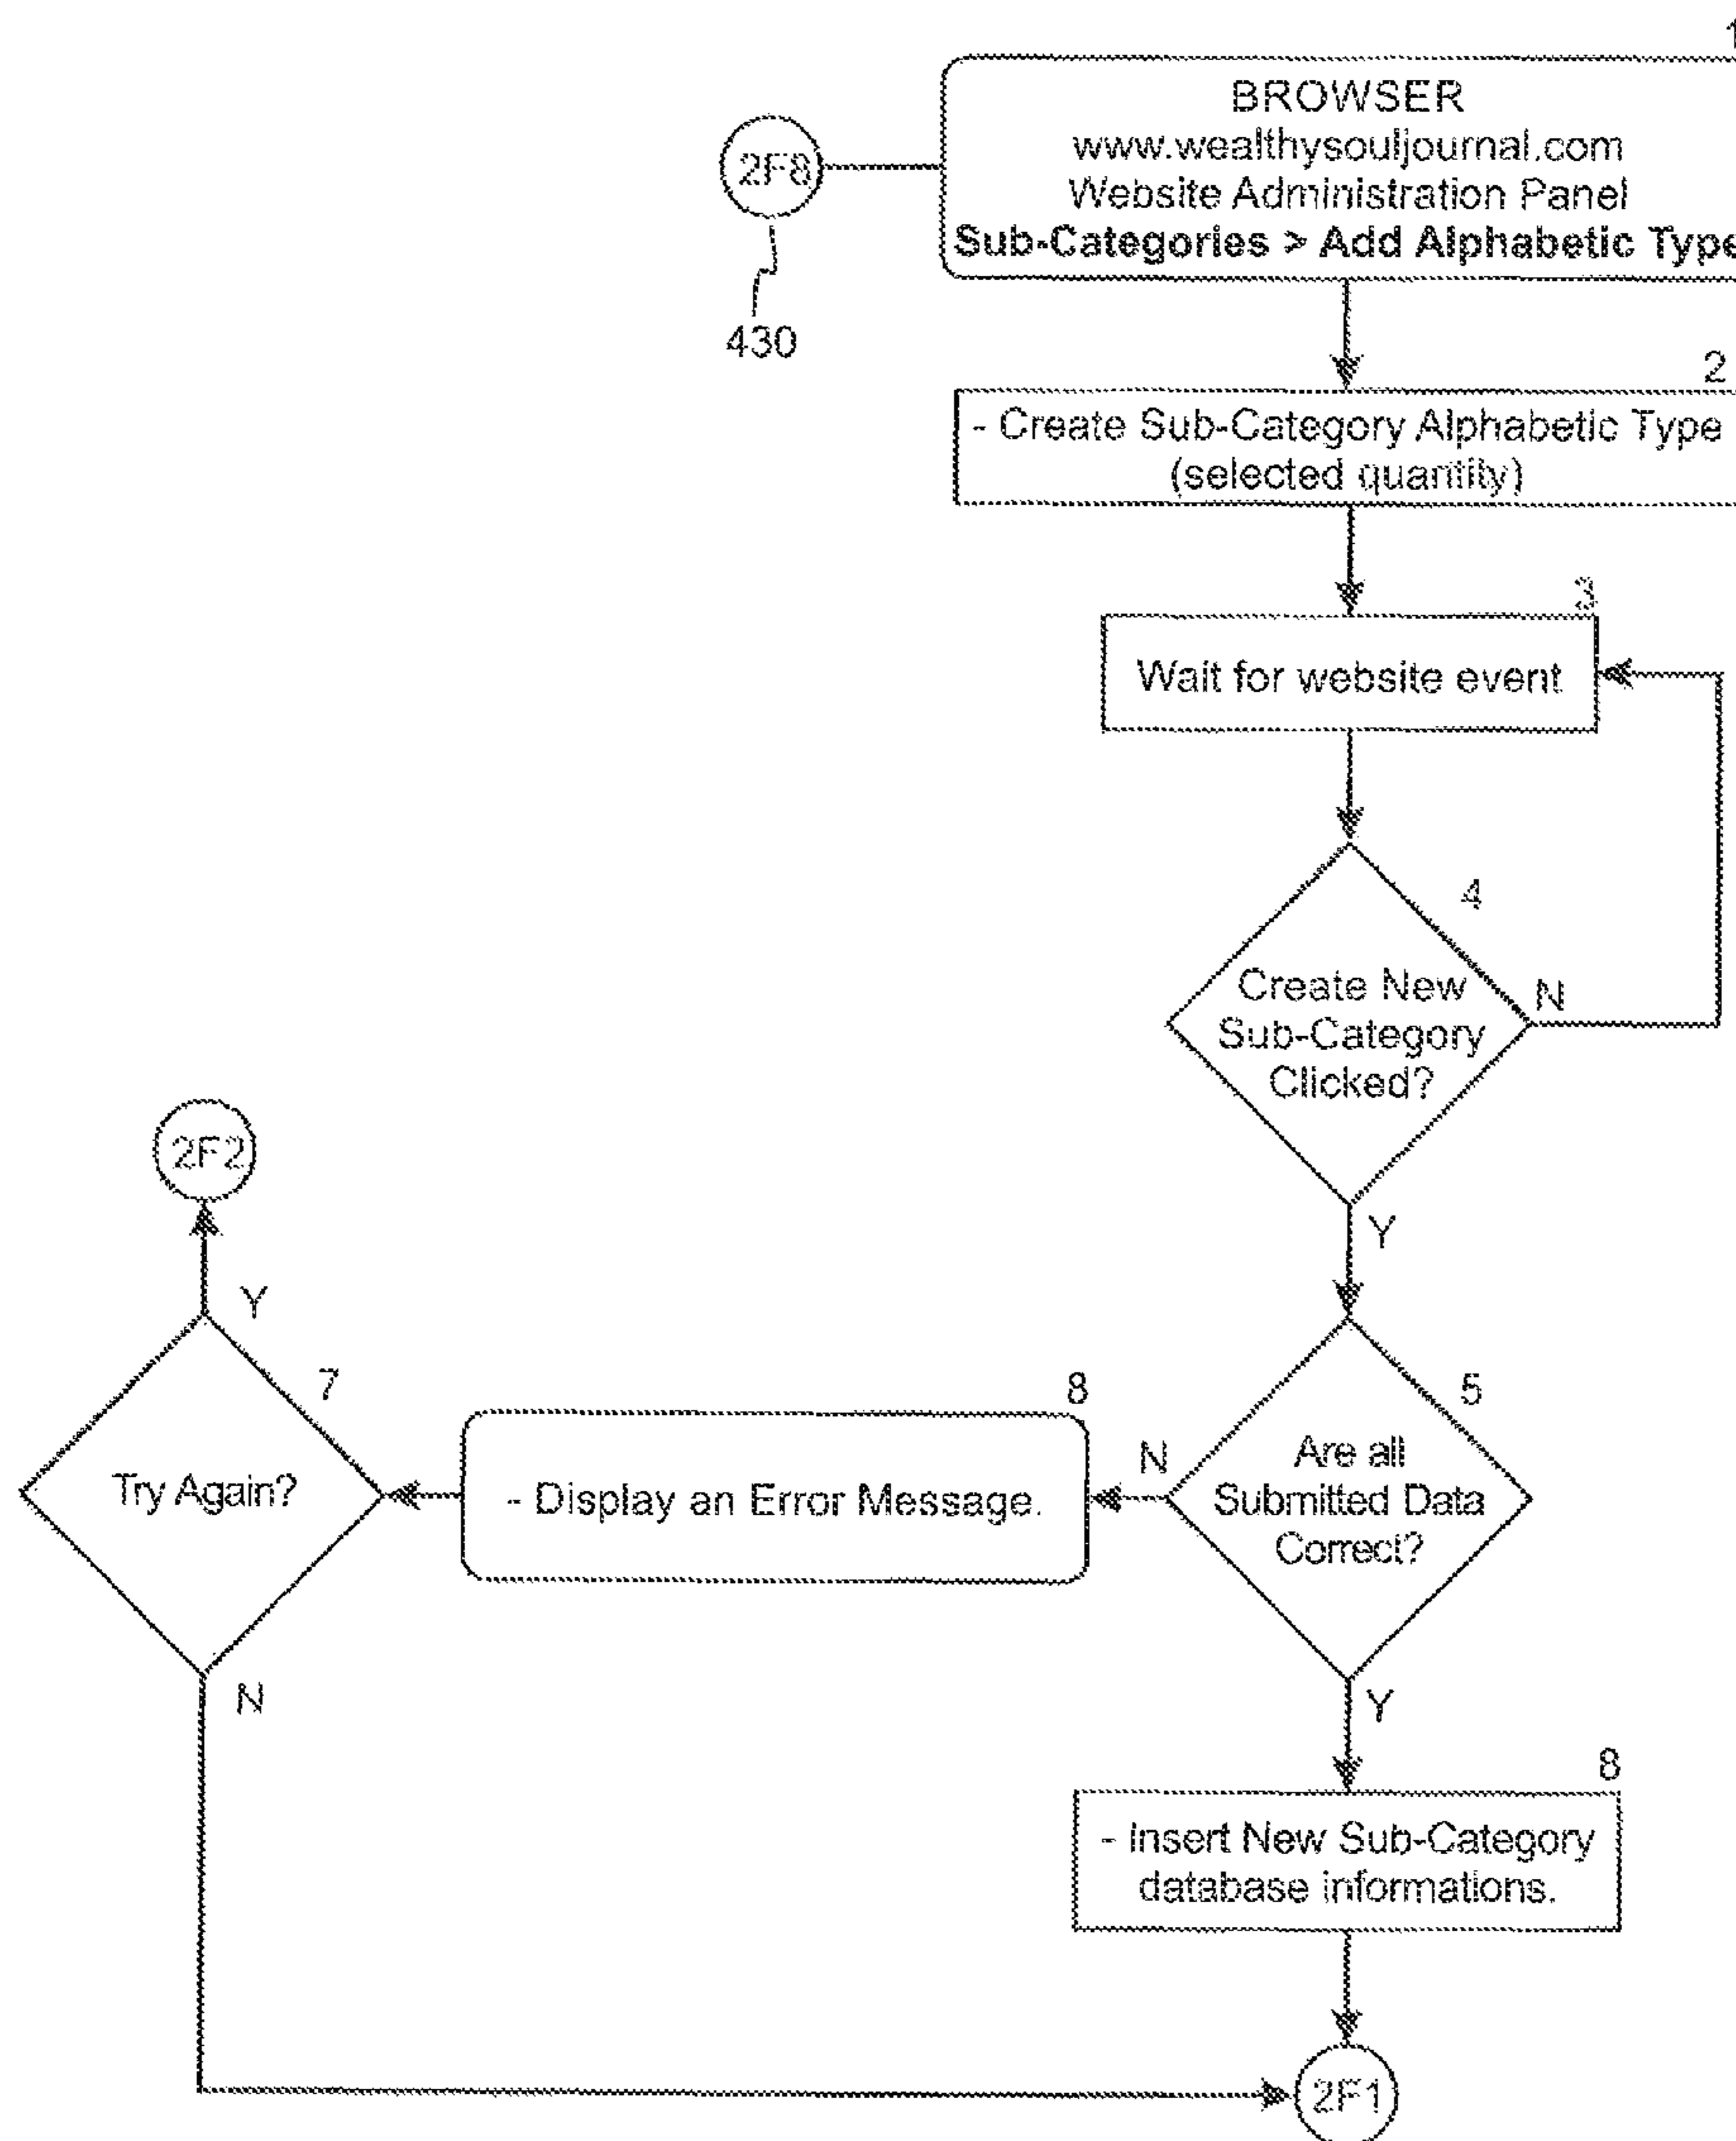 1
BROWSER
www.wealthysouljournal.com
Website Administration Panel
Sub-Categories > Add Alphabetic Type
2F8
430
2
- Create Sub-Category Alphabetic Type
(selected quantity)
3
Wait for website event
4
Create New
Sub-Category
Clicked?
N
Y
2F2
Y
7
Try Again?
N
8
- Display an Error Message.
N
5
Are all
Submitted Data
Correct?
Y
8
- Insert New Sub-Category
database informations.
2F1